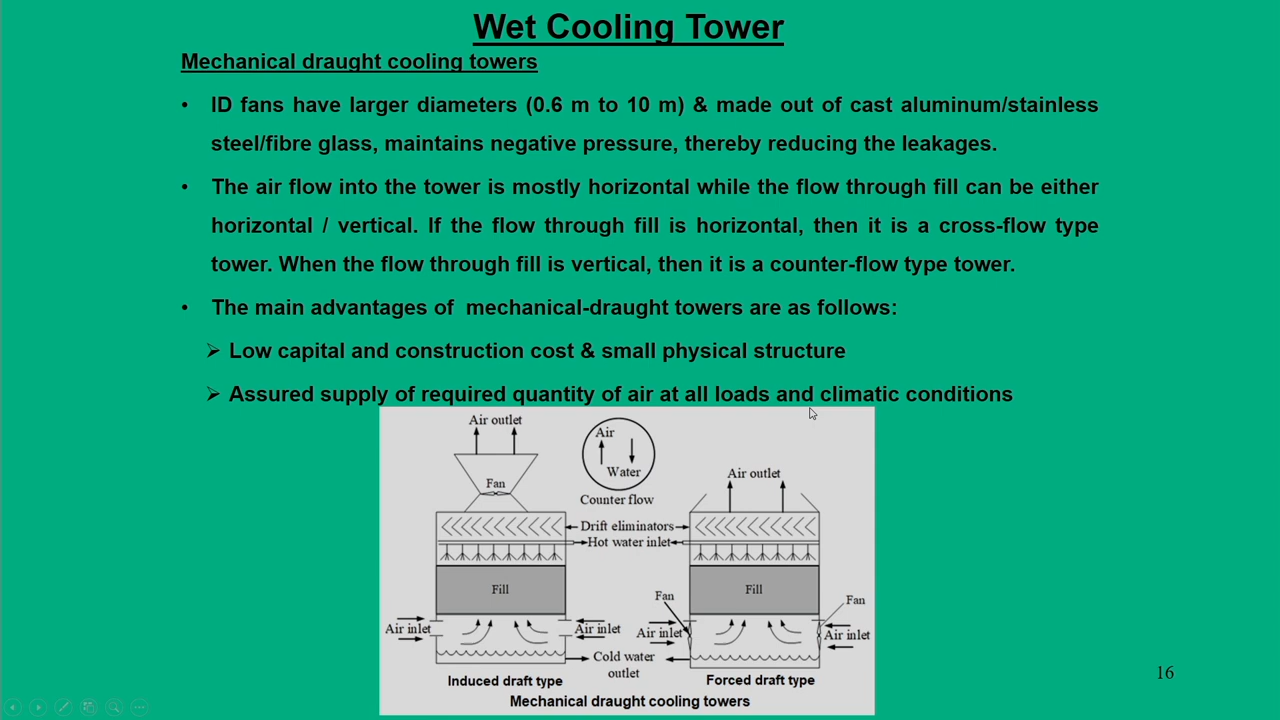 Wet Cooling Tower
Mechanical draught cooling towers
• ID fans have larger diameters (0.6 m to 10 m) & made out of cast aluminum/stainless
steel/fibre glass, maintains negative pressure, thereby reducing the leakages.
• The air flow into the tower is mostly horizontal while the flow through fill can be either
horizontal / vertical. If the flow through fill is horizontal, then it is a cross-flow type
tower. When the flow through fill is vertical, then it is a counter-flow type tower.
• The main advantages of mechanical-draught towers are as follows:
➢ Low capital and construction cost & small physical structure
➢ Assured supply of required quantity of air at all loads and climatic conditions
Air outlet
Fan
Air
Water
Counter flow
Air outlet
Drift eliminators
Hot water inlet
Fill
Fill
Fan
Fan
Air inlet
Air inlet
Air inlet
Air inlet
Cold water
outlet
Induced draft type
Forced draft type
Mechanical draught cooling towers
16